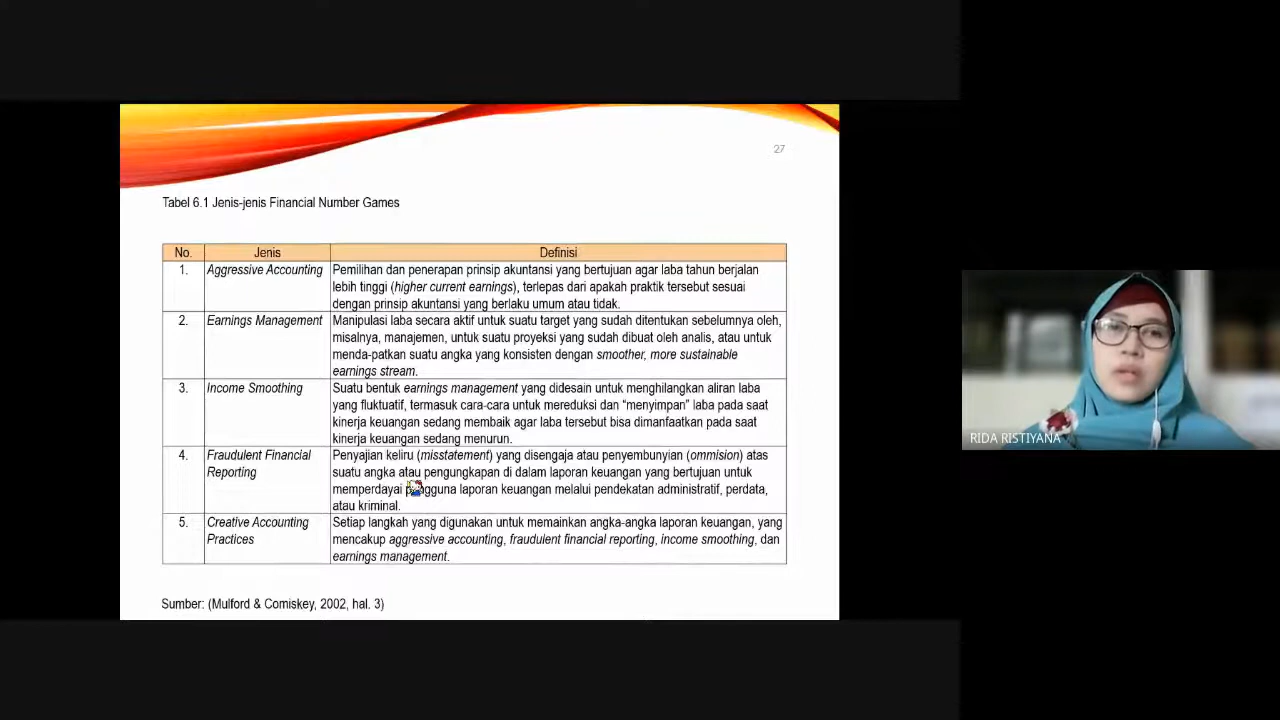 27
Tabel 6.1 Jenis-jenis Financial Number Games
No. Jenis Definisi
1. Aggressive Accounting Pemilihan dan penerapan prinsip akuntansi yang bertujuan agar laba tahun berjalan
lebih tinggi (higher current earnings), terlepas dari apakah praktik tersebut sesuai
dengan prinsip akuntansi yang berlaku umum atau tidak.
2. Earnings Management Manipulasi laba secara aktif untuk suatu target yang sudah ditentukan sebelumnya oleh,
misalnya, manajemen, untuk suatu proyeksi yang sudah dibuat oleh analis, atau untuk
menda-patkan suatu angka yang konsisten dengan smoother, more sustainable
earnings stream.
3. Income Smoothing Suatu bentuk earnings management yang didesain untuk menghilangkan aliran laba
yang fluktuatif, termasuk cara-cara untuk mereduksi dan “menyimpan” laba pada saat
kinerja keuangan sedang membaik agar laba tersebut bisa dimanfaatkan pada saat
kinerja keuangan sedang menurun.
4. Fraudulent Financial Penyajian keliru (misstatement) yang disengaja atau penyembunyian (ommision) atas
Reporting suatu angka atau pengungkapan di dalam laporan keuangan yang bertujuan untuk
memperdayai laporan keuangan melalui pendekatan administratif, perdata,
atau kriminal.
5. Creative Accounting Setiap langkah yang digunakan untuk memainkan angka-angka laporan keuangan, yang
Practices mencakup aggressive accounting, fraudulent financial reporting, income smoothing, dan
earnings management.
Sumber: (Mulford & Comiskey, 2002, hal. 3)
RIDA RISTIYANA